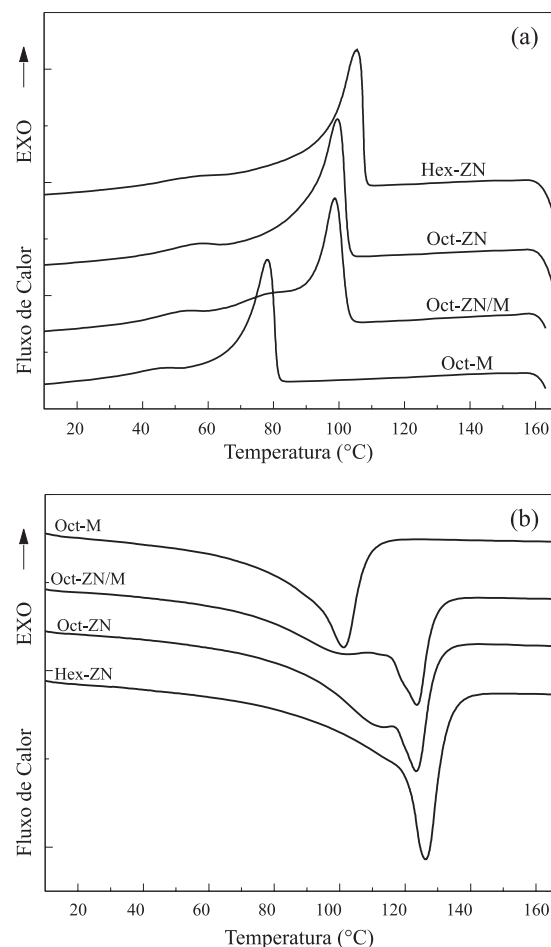 (a)
EXO
Fluxo de Calor
Hex-ZN
Oct-ZN
Oct-ZN/M
Oct-M
20 40 60 80 100 120 140 160
Temperatura (°C)
(b)
EXO
Fluxo de Calor
Oct-M
Oct-ZN/M
Oct-ZN
Hex-ZN
20 40 60 80 100 120 140 160
Temperatura (°C)